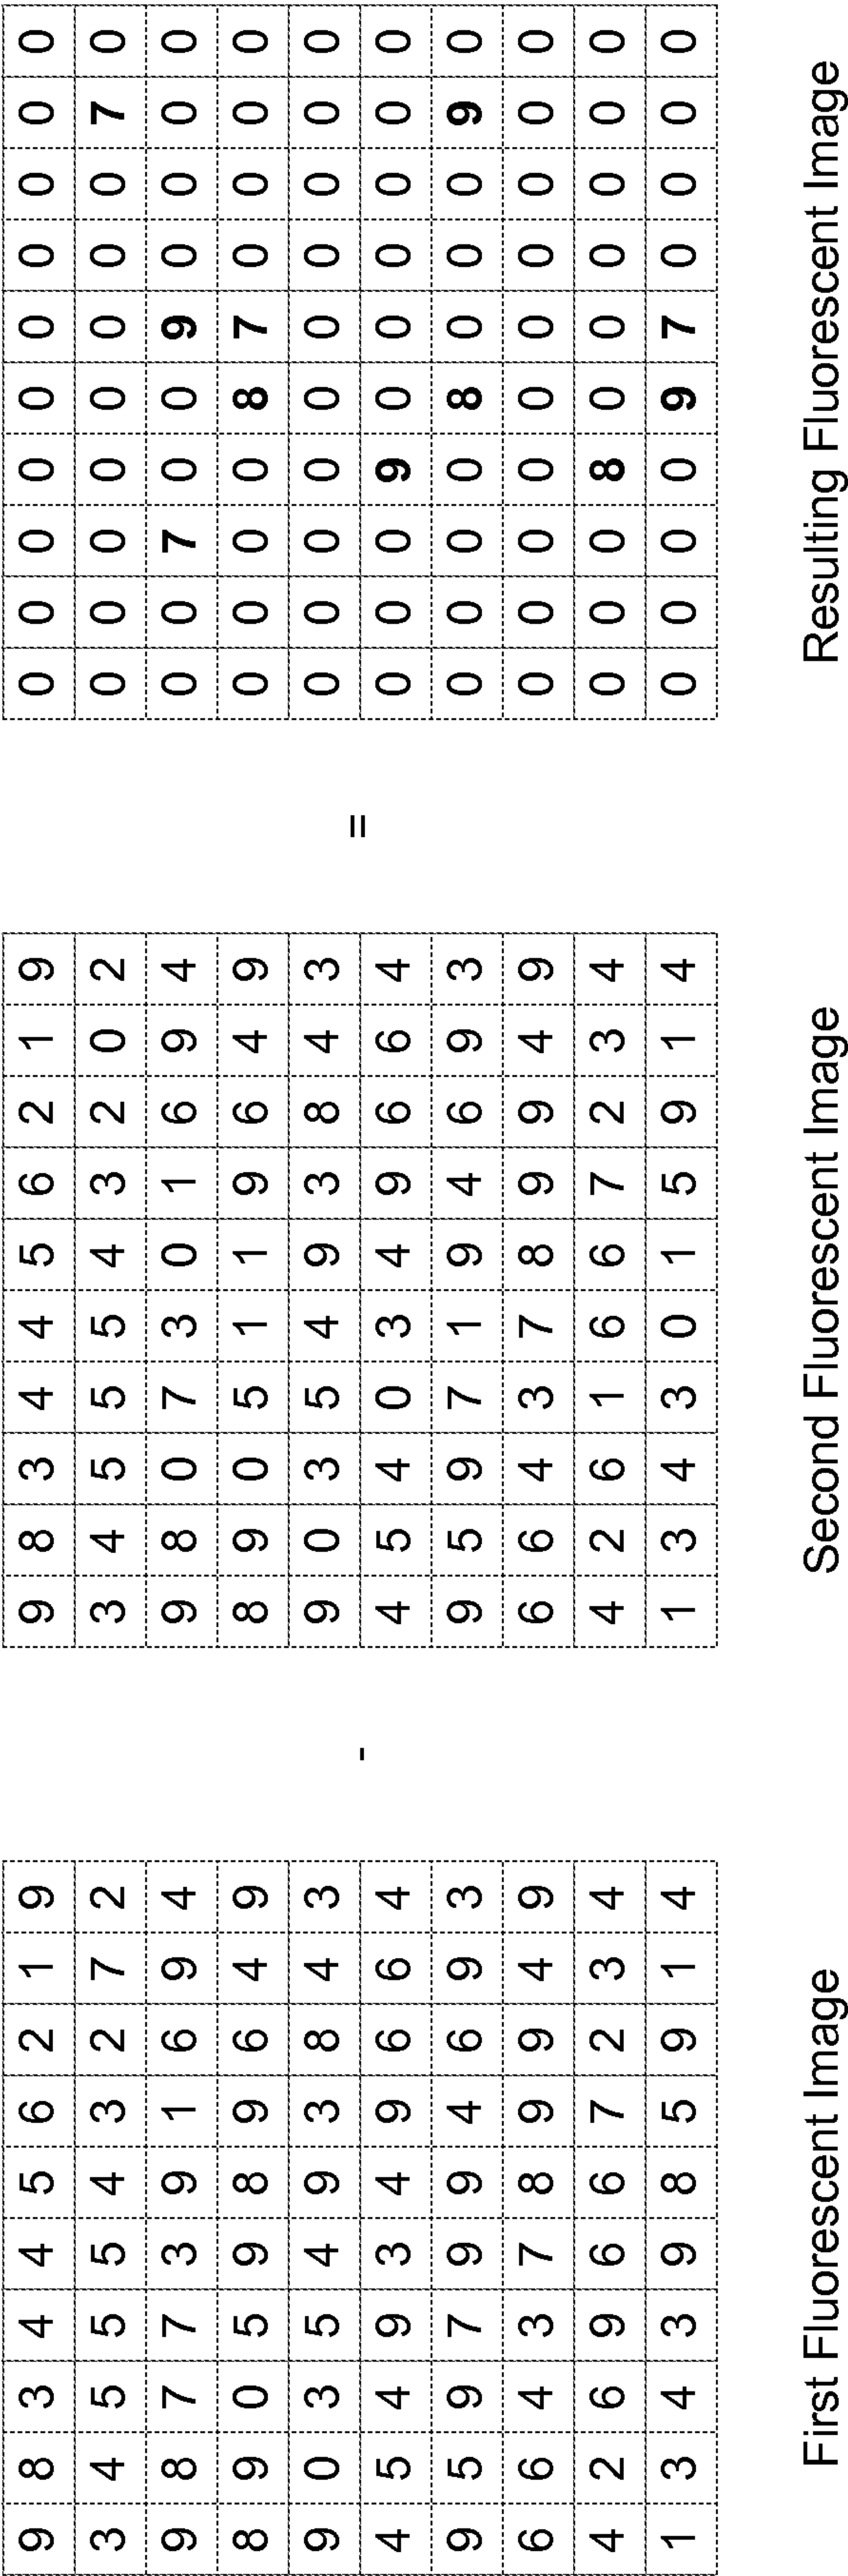 9 8 3 4 4 5 6 2 1 9
3 4 5 5 5 4 3 2 7 2
9 8 7 7 3 9 1 6 9 4
8 9 0 5 9 8 9 6 4 9
9 0 3 5 4 9 3 8 4 3
4 5 4 9 3 4 9 6 6 4
9 5 9 7 9 9 4 6 9 3
6 6 4 3 7 8 9 9 4 9
4 2 6 9 6 6 7 2 3 4
1 3 4 3 9 8 5 9 1 4
First Fluorescent Image
-
9 8 3 4 4 5 6 2 1 9
3 4 5 5 5 4 3 2 0 2
9 8 0 7 3 0 1 6 9 4
8 9 0 5 1 1 9 6 4 9
9 0 3 5 4 9 3 8 4 3
4 5 4 0 3 4 9 6 6 4
9 5 9 7 1 9 4 6 9 3
6 6 4 3 7 8 9 9 4 9
4 2 6 1 6 6 7 2 3 4
1 3 4 3 0 1 5 9 1 4
Second Fluorescent Image
=
0 0 0 0 0 0 0 0 0 0
0 0 0 0 0 0 0 0 7 0
0 0 7 0 0 9 0 0 0 0
0 0 0 0 8 7 0 0 0 0
0 0 0 0 0 0 0 0 0 0
0 0 0 9 0 0 0 0 0 0
0 0 0 0 8 0 0 0 9 0
0 0 0 0 0 0 0 0 0 0
0 0 0 8 0 0 0 0 0 0
0 0 0 0 9 7 0 0 0 0
Resulting Fluorescent Image